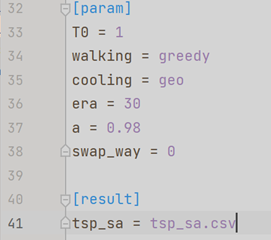 32 [param]
33 T0 = 1
34 walking = greedy
35 cooling = geo
36 era = 30
37 a = 0.98
38 swap_way = 0
39
40 [result]
41 tsp_sa = tsp_sa.csv